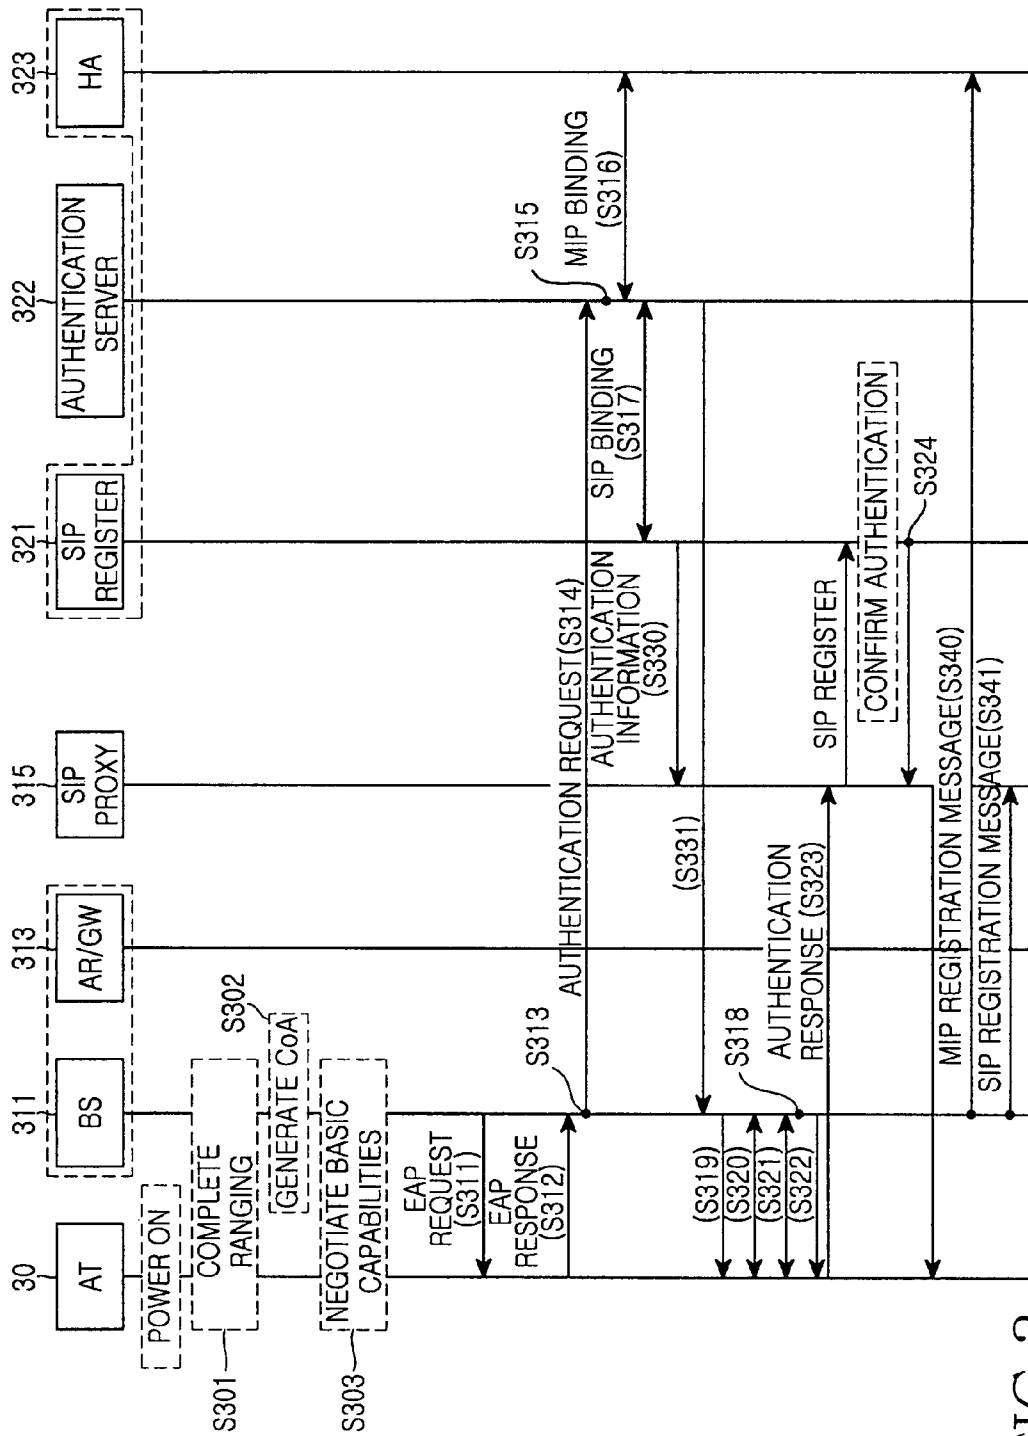 30
311
313
315
321
322
323
AT
BS
AR/GW
SIP
PROXY
SIP
REGISTER
AUTHENTICATION
SERVER
HA
POWER ON
S301
COMPLETE
RANGING
S302
GENERATE CoA
S303
NEGOTIATE BASIC
CAPABILITIES
EAP
REQUEST
(S311)
EAP
RESPONSE
(S312)
S313
AUTHENTICATION REQUEST(S314)
S315
MIP BINDING
(S316)
SIP BINDING
(S317)
AUTHENTICATION
INFORMATION
(S330)
(S331)
S318
(S319)
(S320)
(S321)
(S322)
AUTHENTICATION
RESPONSE (S323)
SIP REGISTER
CONFIRM AUTHENTICATION
S324
MIP REGISTRATION MESSAGE(S340)
SIP REGISTRATION MESSAGE(S341)